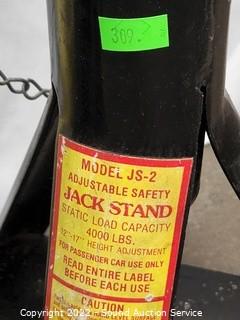 309.
MODEL JS-2
ADJUSTABLE SAFETY
JACK STAND
STATIC LOAD CAPACITY
4000 LBS.
12"-17" HEIGHT ADJUSTMENT
FOR PASSENGER CAR USE ONLY
READ ENTIRE LABEL
BEFORE EACH USE
CAUTION
Copyright 2022 - Sound Auction Service